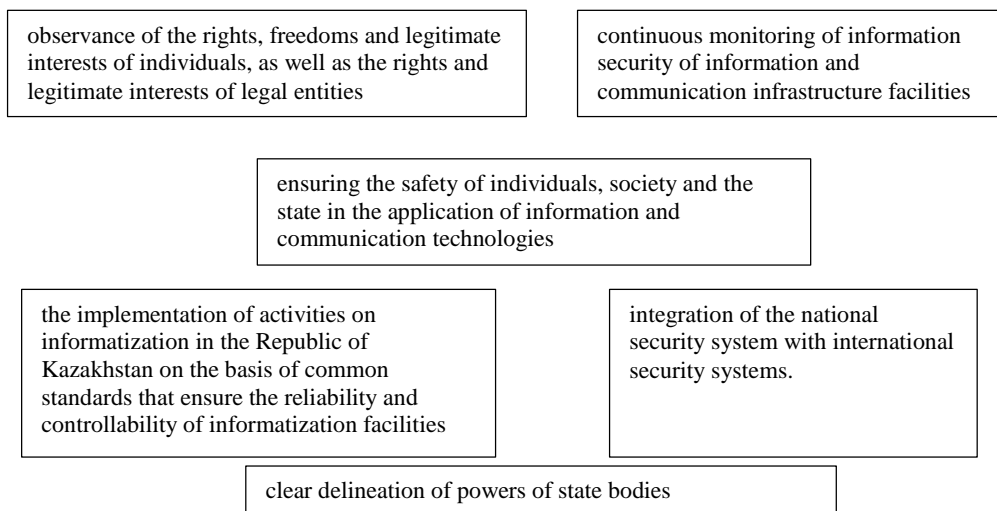 observance of the rights, freedoms and legitimate
interests of individuals, as well as the rights and
legitimate interests of legal entities
continuous monitoring of information
security of information and
communication infrastructure facilities
ensuring the safety of individuals, society and the
state in the application of information and
communication technologies
the implementation of activities on
informatization in the Republic of
Kazakhstan on the basis of common
standards that ensure the reliability and
controllability of informatization facilities
integration of the national
security system with international
security systems.
clear delineation of powers of state bodies